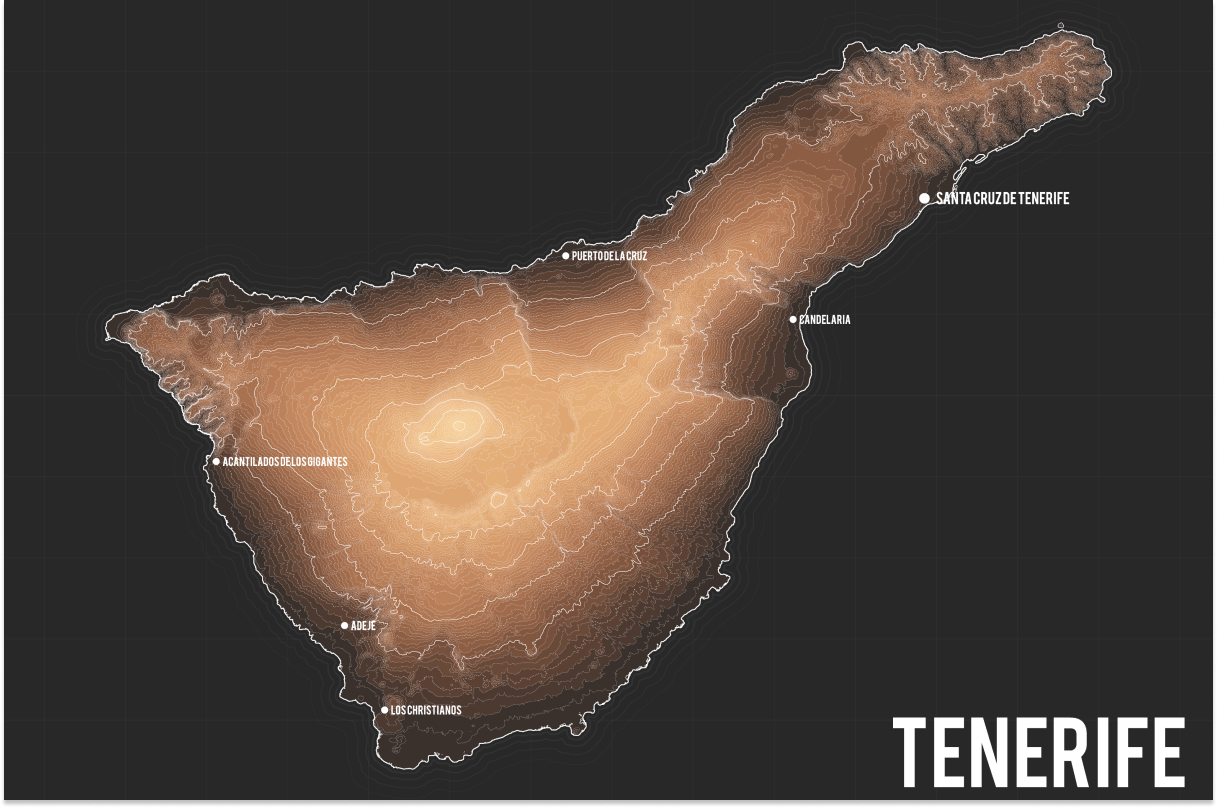 SANTA CRUZ DE TENERIFE
PUERTO DE LA CRUZ
CANDELARIA
ACANTILADOS DE LOS GIGANTES
ADEJE
LOS CHRISTIANOS
TENERIFE